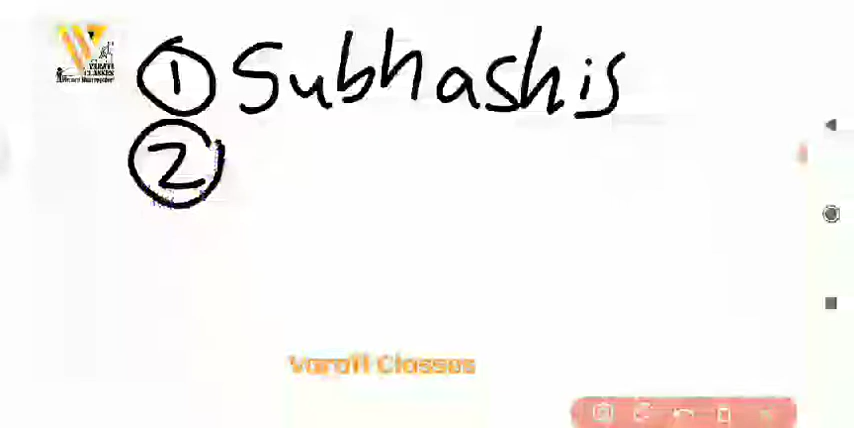 ① Subhashis
②
Varati Classes